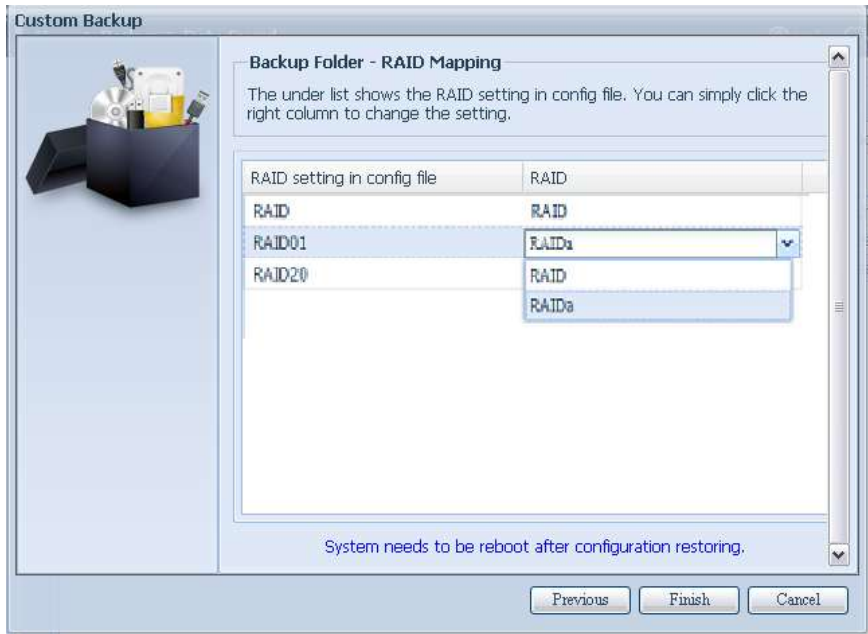 Custom Backup
Backup Folder - RAID Mapping
The under list shows the RAID setting in config file. You can simply click the
right column to change the setting.
RAID setting in config file RAID
RAID RAID
RAID01 RAIDa
RAID20 RAID
RAIDa
System needs to be reboot after configuration restoring.
Previous Finish Cancel